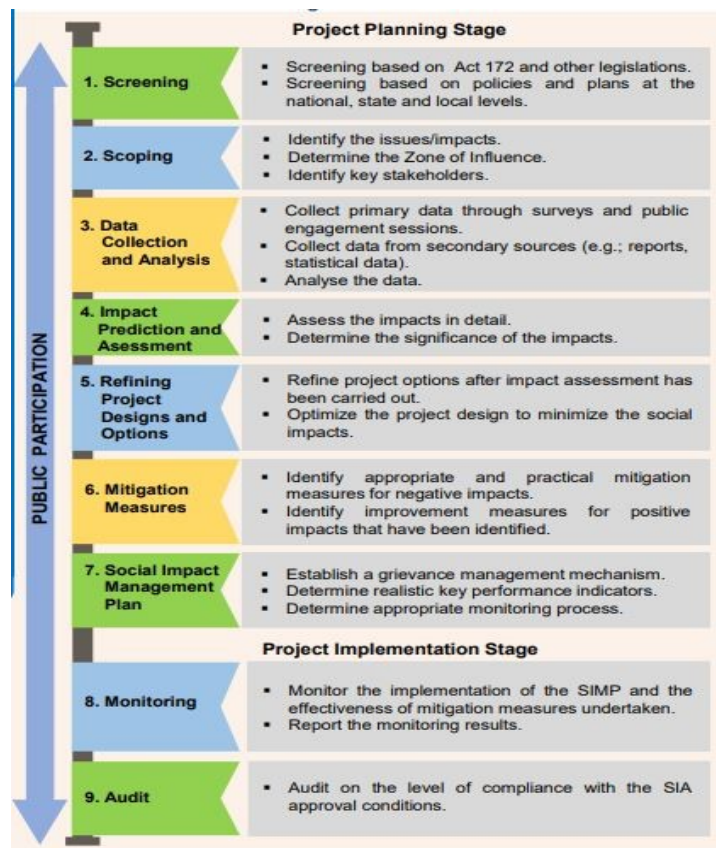 Project Planning Stage
1. Screening
▪ Screening based on Act 172 and other legislations.
▪ Screening based on policies and plans at the
national, state and local levels.
2. Scoping
▪ Identify the issues/impacts.
▪ Determine the Zone of Influence.
▪ Identify key stakeholders.
3. Data
Collection
and Analysis
▪ Collect primary data through surveys and public
engagement sessions.
▪ Collect data from secondary sources (e.g.; reports,
statistical data).
▪ Analyse the data.
4. Impact
Prediction and
Asessment
▪ Assess the impacts in detail.
▪ Determine the significance of the impacts.
5. Refining
Project
Designs and
Options
▪ Refine project options after impact assessment has
been carried out.
▪ Optimize the project design to minimize the social
impacts.
6. Mitigation
Measures
▪ Identify appropriate and practical mitigation
measures for negative impacts.
▪ Identify improvement measures for positive
impacts that have been identified.
7. Social Impact
Management
Plan
▪ Establish a grievance management mechanism.
▪ Determine realistic key performance indicators.
▪ Determine appropriate monitoring process.
Project Implementation Stage
8. Monitoring
▪ Monitor the implementation of the SIMP and the
effectiveness of mitigation measures undertaken.
▪ Report the monitoring results.
9. Audit
▪ Audit on the level of compliance with the SIA
approval conditions.
PUBLIC PARTICIPATION